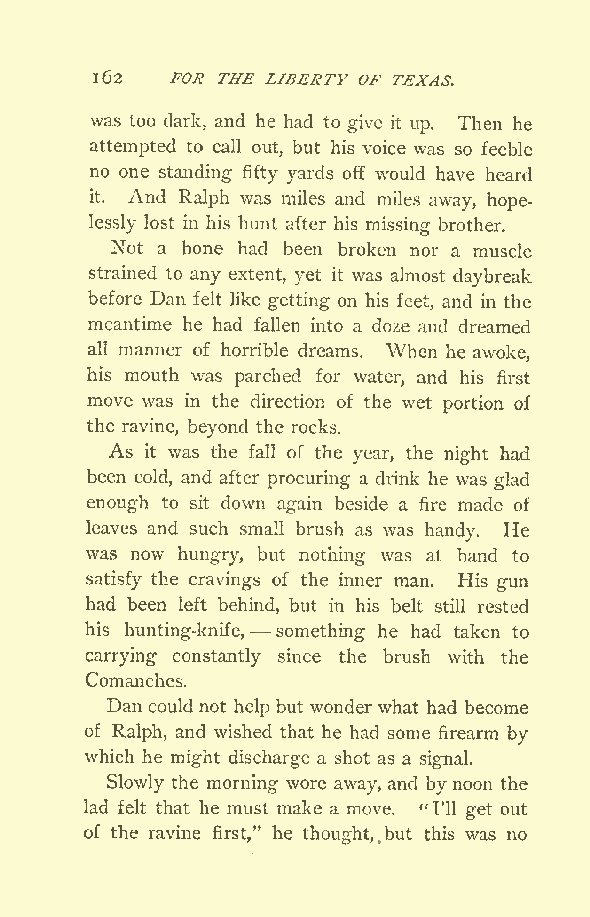 162 FOR THE LIBERTY OF TEXAS.
was too dark, and he had to give it up. Then he
attempted to call out, but his voice was so feeble
no one standing fifty yards off would have heard
it. And Ralph was miles and miles away, hope-
lessly lost in his hunt after his missing brother.
Not a bone had been broken nor a muscle
strained to any extent, yet it was almost daybreak
before Dan felt like getting on his feet, and in the
meantime he had fallen into a doze and dreamed
all manner of horrible dreams. When he awoke,
his mouth was parched for water, and his first
move was in the direction of the wet portion of
the ravine, beyond the rocks.
As it was the fall of the year, the night had
been cold, and after procuring a drink he was glad
enough to sit down again beside a fire made of
leaves and such small brush as was handy. He
was now hungry, but nothing was at hand to
satisfy the cravings of the inner man. His gun
had been left behind, but in his belt still rested
his hunting-knife, — something he had taken to
carrying constantly since the brush with the
Comanches.
Dan could not help but wonder what had become
of Ralph, and wished that he had some firearm by
which he might discharge a shot as a signal.
Slowly the morning wore away, and by noon the
lad felt that he must make a move. "I'll get out
of the ravine first," he thought, but this was no